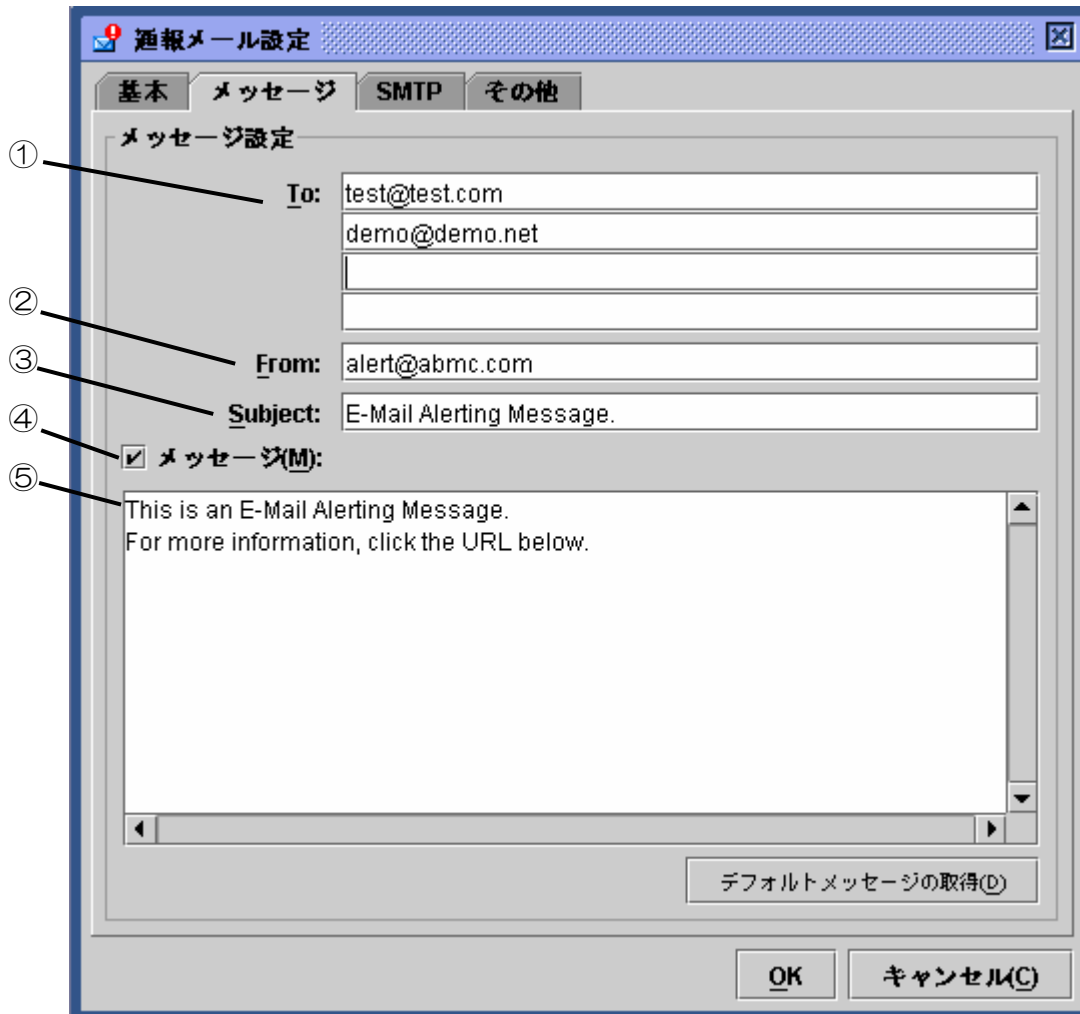 通報メール設定
基本 メッセージ SMTP その他
メッセージ設定
①
To: test@test.com
demo@demo.net
②
From: alert@abmc.com
③
Subject: E-Mail Alerting Message.
④
メッセージ(M):
⑤
This is an E-Mail Alerting Message.
For more information, click the URL below.
デフォルトメッセージの取得(D)
OK キャンセル(C)